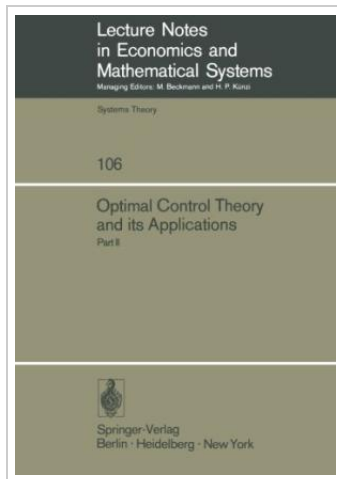 Lecture Notes
in Economics and
Mathematical Systems
Managing Editors: M. Beckmann and H. P. Künzi
Systems Theory
106
Optimal Control Theory
and its Applications
Part II
Springer-Verlag
Berlin · Heidelberg · New York